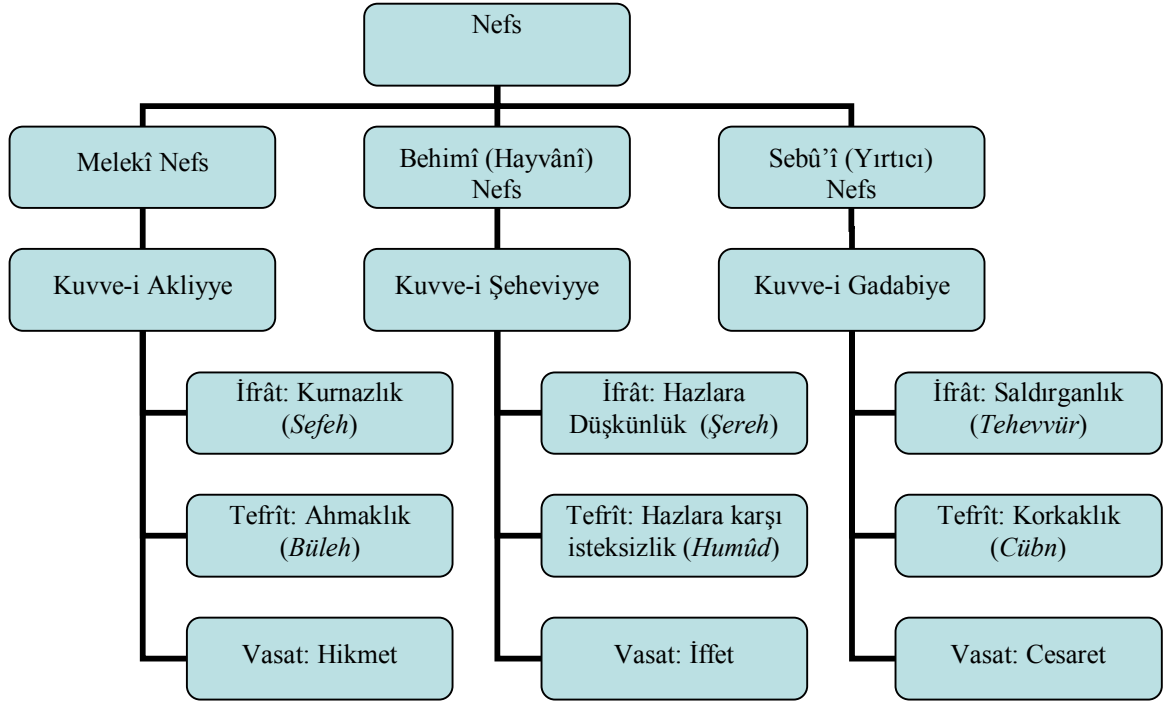 Nefs
Melekî Nefs
Behimî (Hayvânî)
Nefs
Sebû’î (Yırtıcı)
Nefs
Kuvve-i Akliyye
Kuvve-i Şeheviyye
Kuvve-i Gadabiye
İfrât: Kurnazlık
(Sefeh)
İfrât: Hazlara
Düşkünlük (Şereh)
İfrât: Saldırganlık
(Tehevvür)
Tefrît: Ahmaklık
(Büleh)
Tefrît: Hazlara karşı
isteksizlik (Humûd)
Tefrît: Korkaklık
(Cübn)
Vasat: Hikmet
Vasat: İffet
Vasat: Cesaret